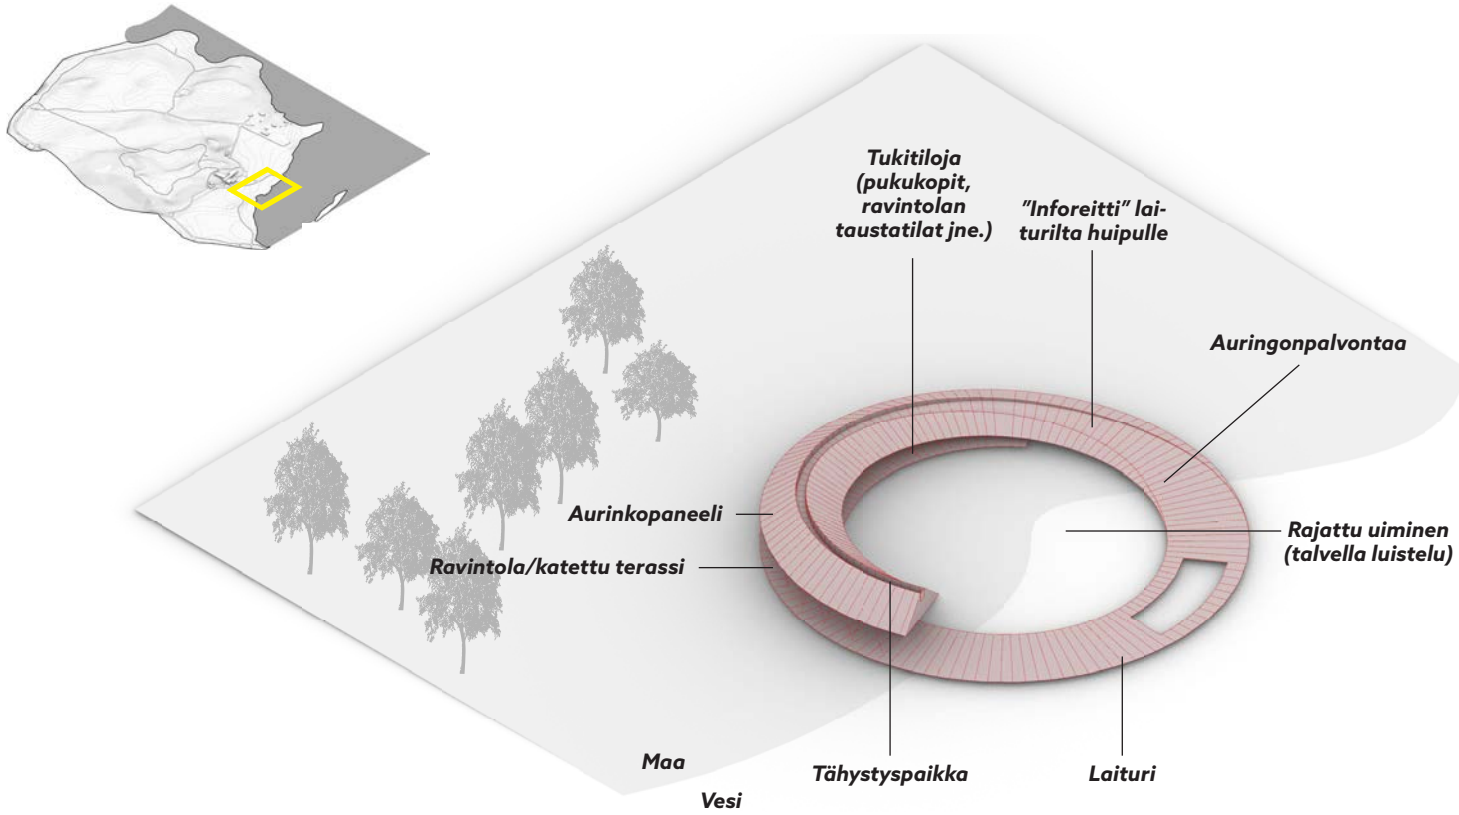 Tukitiloja
(pukukopit,
ravintolan
taustatilat jne.)
"Inforeitti" lai-
turilta huipulle
Auringonpalvontaa
Aurinkopaneeli
Rajattu uiminen
(talvella luistelu)
Ravintola/katettu terassi
Maa
Tähystyspaikka
Laituri
Vesi